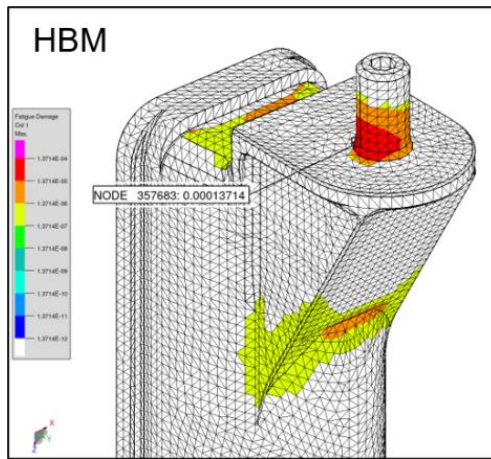 HBM
Fatigue Damage
Col 1
Max.
1.3714E-04
1.3714E-05
1.3714E-06
1.3714E-07
1.3714E-08
1.3714E-09
1.3714E-10
1.3714E-11
1.3714E-12
NODE 357683: 0.00013714
X
Y
Z